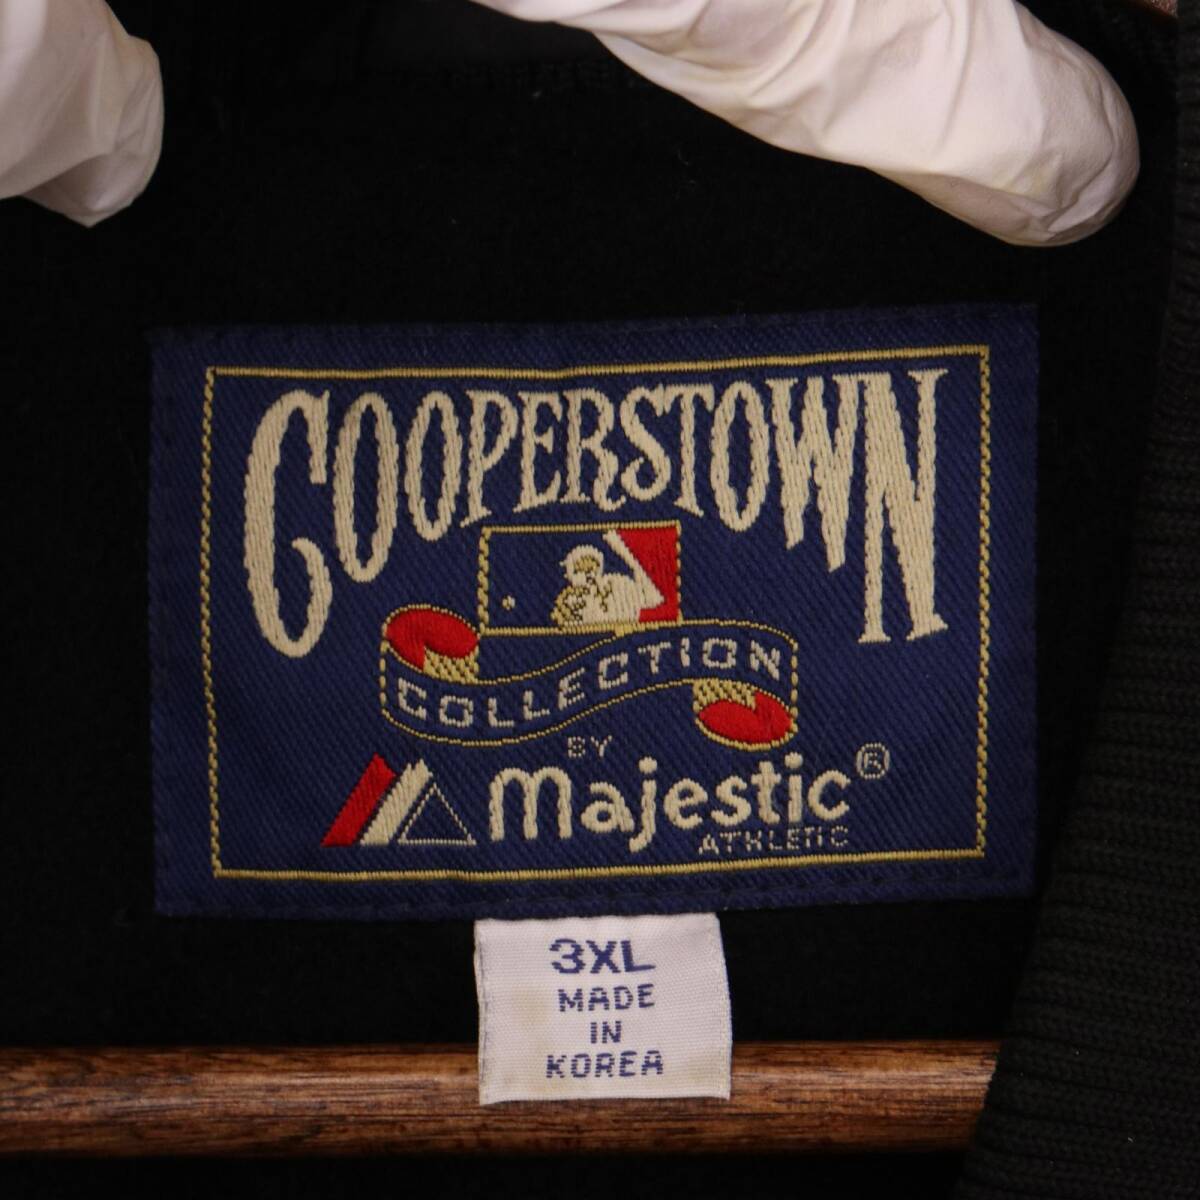 COOPERSTOWN
COLLECTION
BY
Majestic®
ATHLETIC
3XL
MADE
IN
KOREA